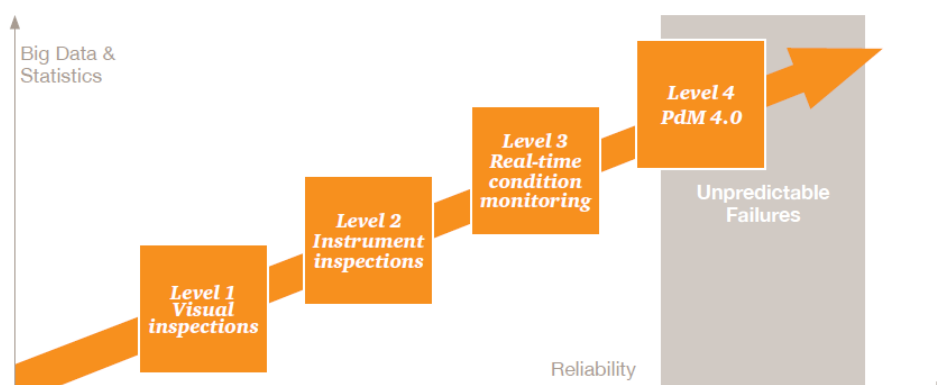 Big Data &
Statistics
Level 1
Visual
inspections
Level 2
Instrument
inspections
Level 3
Real-time
condition
monitoring
Level 4
PdM 4.0
Unpredictable
Failures
Reliability